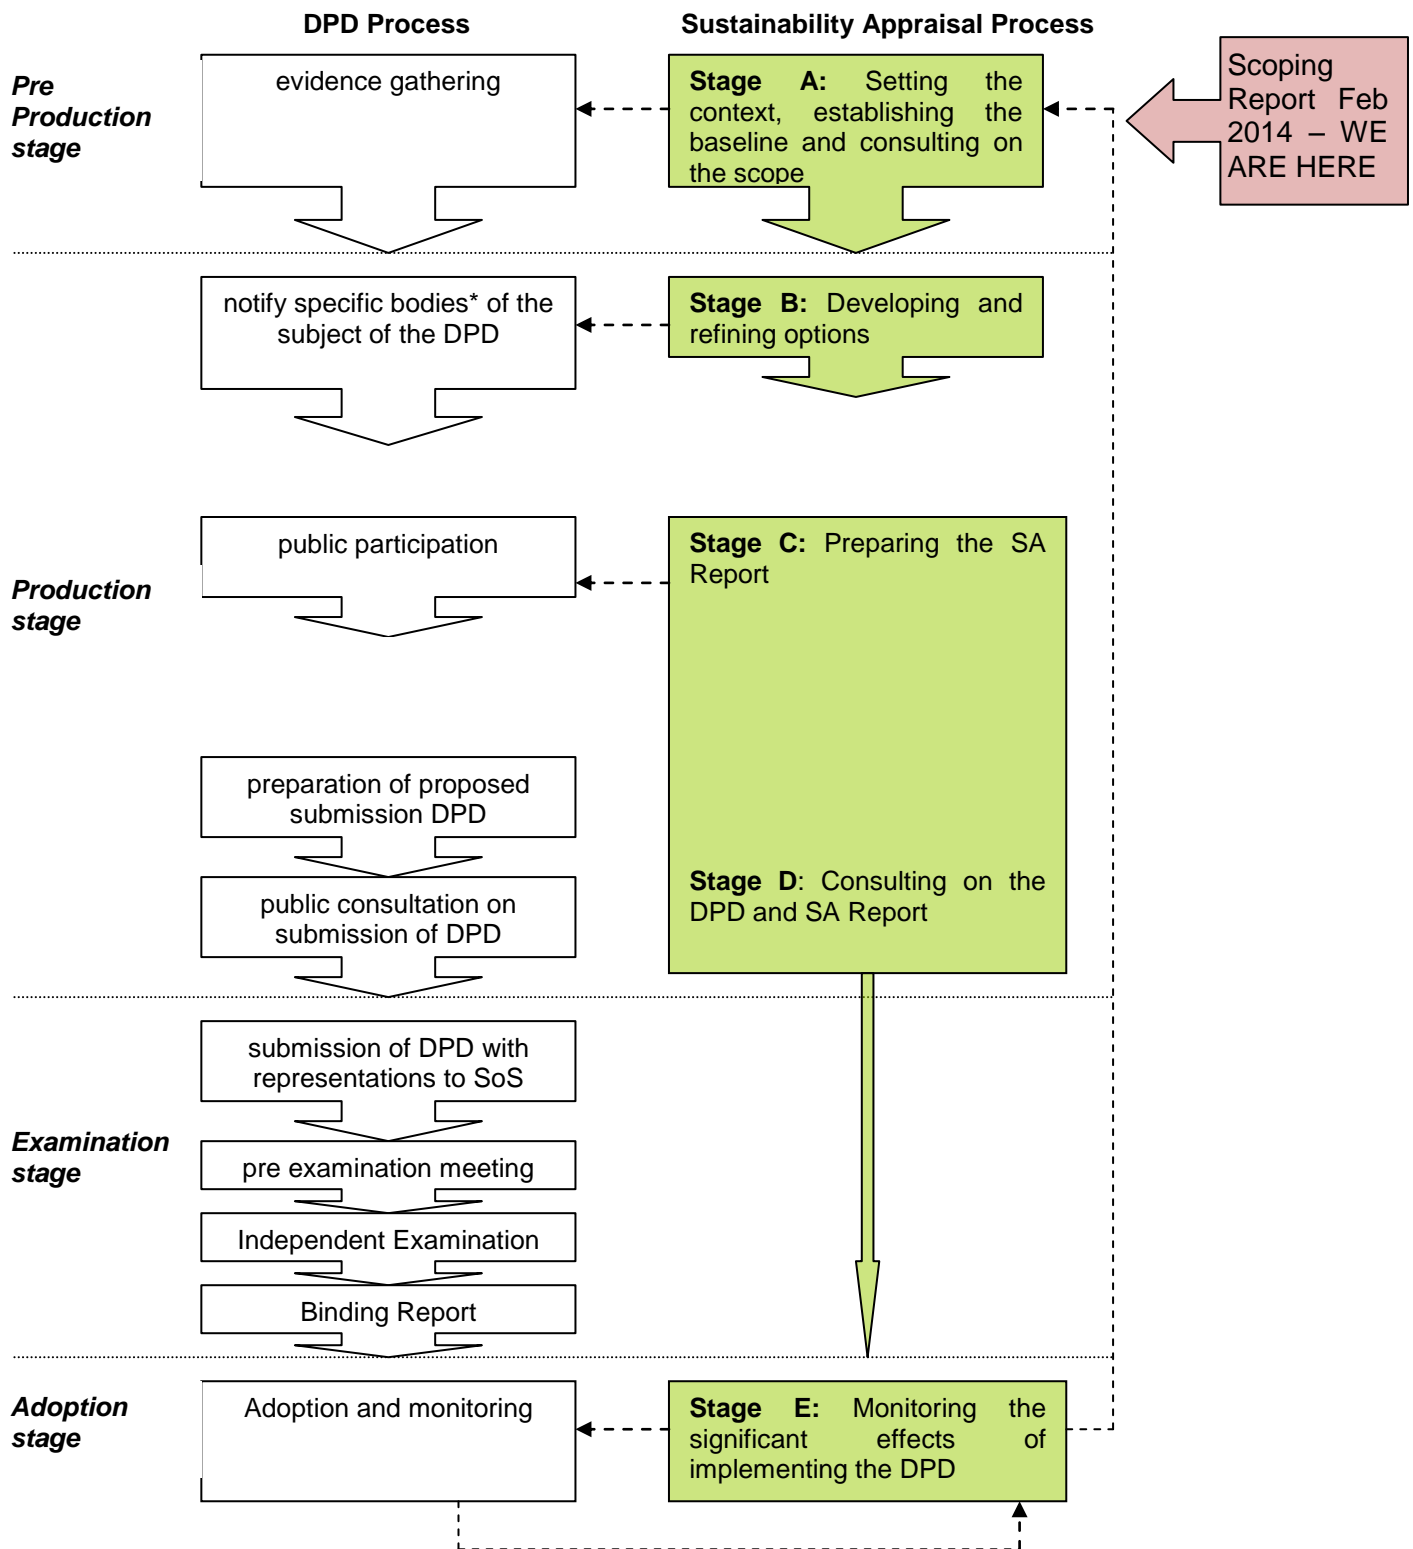 DPD Process
Sustainability Appraisal Process
Pre
Production
stage
evidence gathering
Stage A: Setting the
context, establishing the
baseline and consulting on
the scope
Scoping
Report Feb
2014 – WE
ARE HERE
notify specific bodies* of the
subject of the DPD
Stage B: Developing and
refining options
Production
stage
public participation
Stage C: Preparing the SA
Report
preparation of proposed
submission DPD
public consultation on
submission of DPD
Stage D: Consulting on the
DPD and SA Report
Examination
stage
submission of DPD with
representations to SoS
pre examination meeting
Independent Examination
Binding Report
Adoption
stage
Adoption and monitoring
Stage E: Monitoring the
significant effects of
implementing the DPD